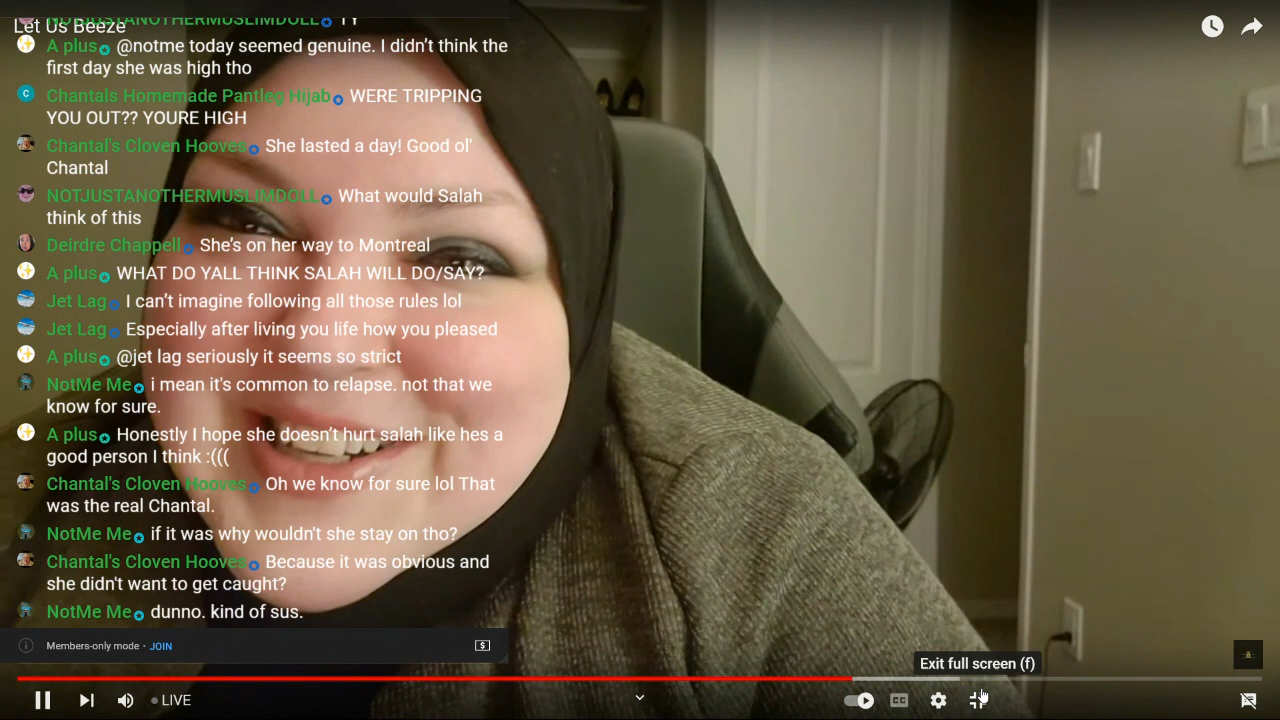 NOTJUSTANOTHERMUSLIMDOLL TY
Let Us Beeze
A plus @notme today seemed genuine. I didn’t think the
first day she was high tho
C Chantals Homemade Pantleg Hijab WERE TRIPPING
YOU OUT?? YOURE HIGH
Chantal's Cloven Hooves She lasted a day! Good ol'
Chantal
NOTJUSTANOTHERMUSLIMDOLL What would Salah
think of this
Deirdre Chappell She’s on her way to Montreal
A plus WHAT DO YALL THINK SALAH WILL DO/SAY?
Jet Lag I can’t imagine following all those rules lol
Jet Lag Especially after living you life how you pleased
A plus @jet lag seriously it seems so strict
NotMe Me i mean it's common to relapse. not that we
know for sure.
A plus Honestly I hope she doesn’t hurt salah like hes a
good person I think :(((
Chantal's Cloven Hooves Oh we know for sure lol That
was the real Chantal.
NotMe Me if it was why wouldn't she stay on tho?
Chantal's Cloven Hooves Because it was obvious and
she didn't want to get caught?
NotMe Me dunno. kind of sus.
Members-only mode · JOIN
Exit full screen (f)
LIVE
CC